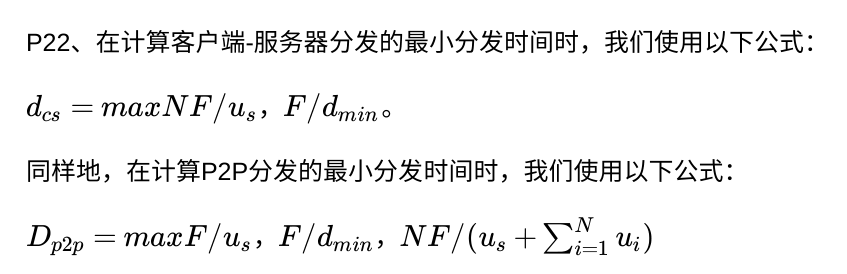 P22、在计算客户端-服务器分发的最小分发时间时，我们使用以下公式：
$d_{cs} = maxNF/u_s$，$F/d_{min}$。
同样地，在计算P2P分发的最小分发时间时，我们使用以下公式：
$D_{p2p} = maxF/u_s$，$F/d_{min}$，$NF/(u_s + \sum_{i=1}^{N} u_i)$